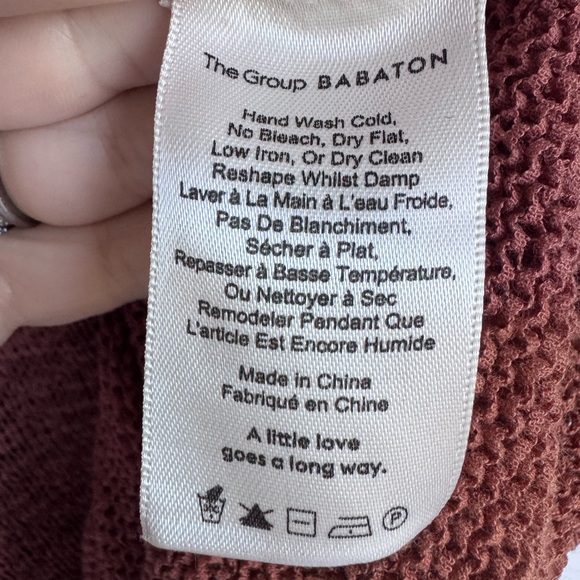 The Group BABATON
Hand Wash Cold,
No Bleach, Dry Flat,
Low Iron, Or Dry Clean
Reshape Whilst Damp
Laver à La Main à L'eau Froide,
Pas De Blanchiment,
Sécher à Plat,
Repasser à Basse Température,
Ou Nettoyer à Sec
Remodeler Pendant Que
L'article Est Encore Humide
Made in China
Fabriqué en Chine
A little love
goes a long way.
P